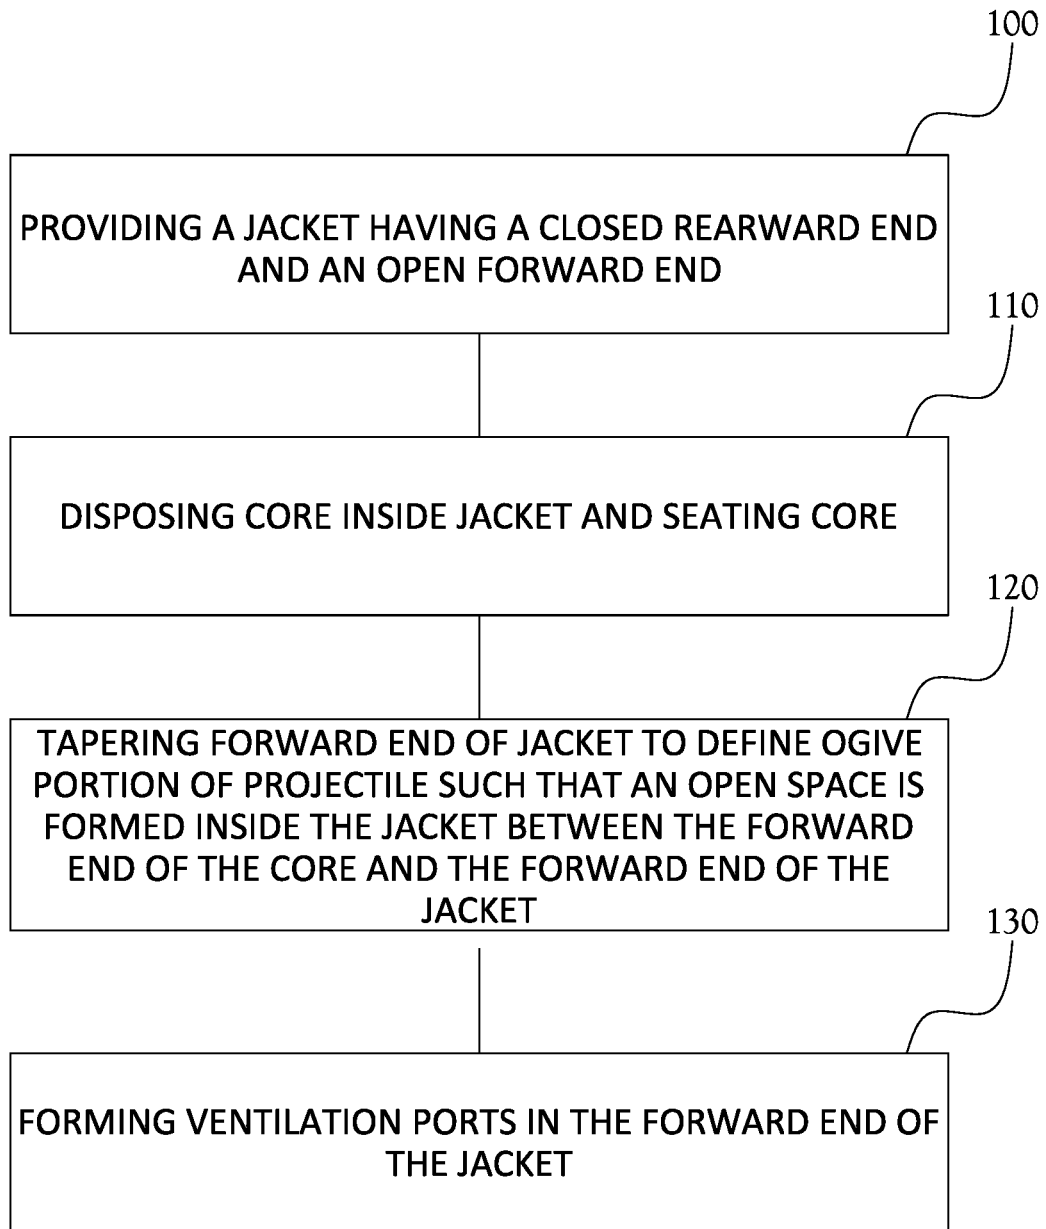 100
PROVIDING A JACKET HAVING A CLOSED REARWARD END
AND AN OPEN FORWARD END
110
DISPOSING CORE INSIDE JACKET AND SEATING CORE
120
TAPERING FORWARD END OF JACKET TO DEFINE OGIVE
PORTION OF PROJECTILE SUCH THAT AN OPEN SPACE IS
FORMED INSIDE THE JACKET BETWEEN THE FORWARD
END OF THE CORE AND THE FORWARD END OF THE
JACKET
130
FORMING VENTILATION PORTS IN THE FORWARD END OF
THE JACKET